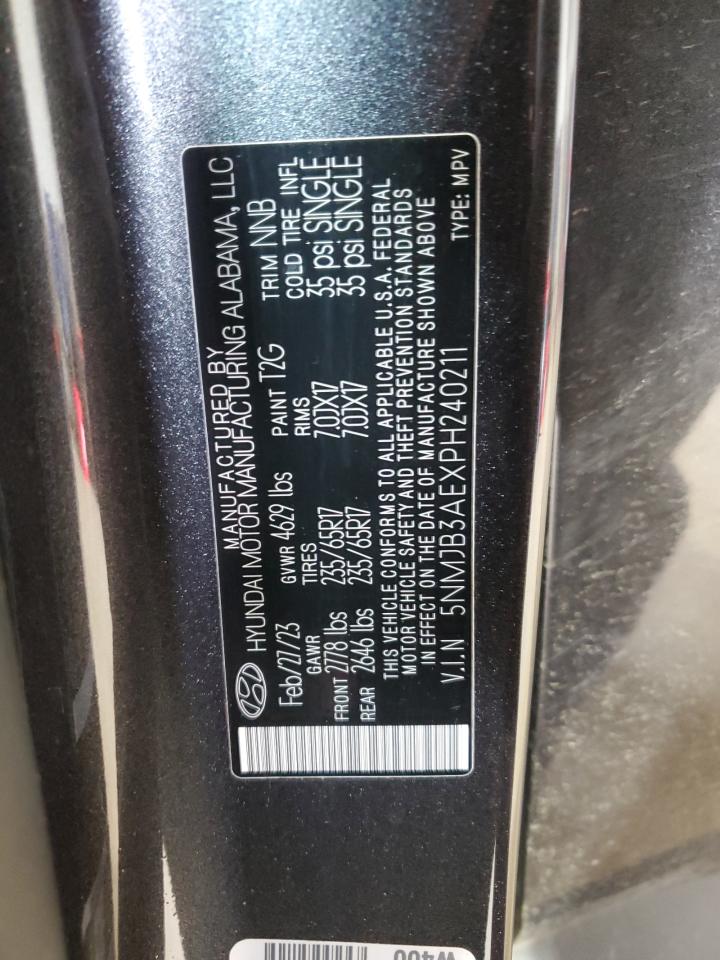 MANUFACTURED BY
HYUNDAI MOTOR MANUFACTURING ALABAMA, LLC
Feb/27/23 GVWR 4629 lbs PAINT T2G TRIM NNB
GAWR TIRES RIMS COLD TIRE INFL
FRONT 2778 lbs 235/65R17 7.0JX17 35 psi SINGLE
REAR 2646 lbs 235/65R17 7.0JX17 35 psi SINGLE
THIS VEHICLE CONFORMS TO ALL APPLICABLE U.S.A. FEDERAL
MOTOR VEHICLE SAFETY AND THEFT PREVENTION STANDARDS
IN EFFECT ON THE DATE OF MANUFACTURE SHOWN ABOVE
V.I.N 5NMJB3AEXPH240211 TYPE: MPV